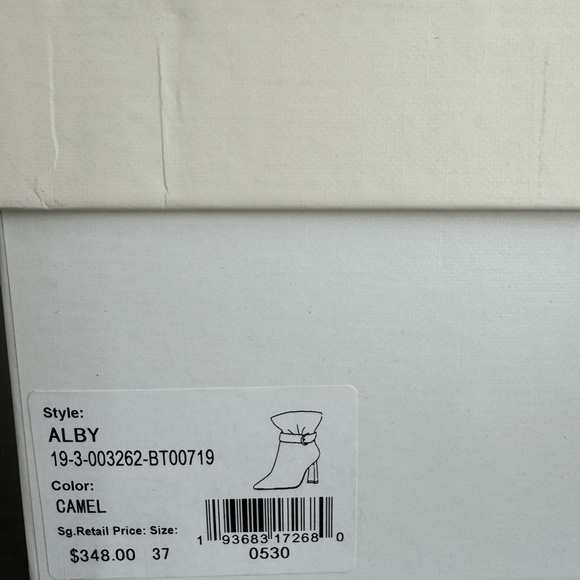 Style:
ALBY
19-3-003262-BT00719
Color:
CAMEL
Sg.Retail Price: Size:
$348.00 37
1 93683 17268 0
0530